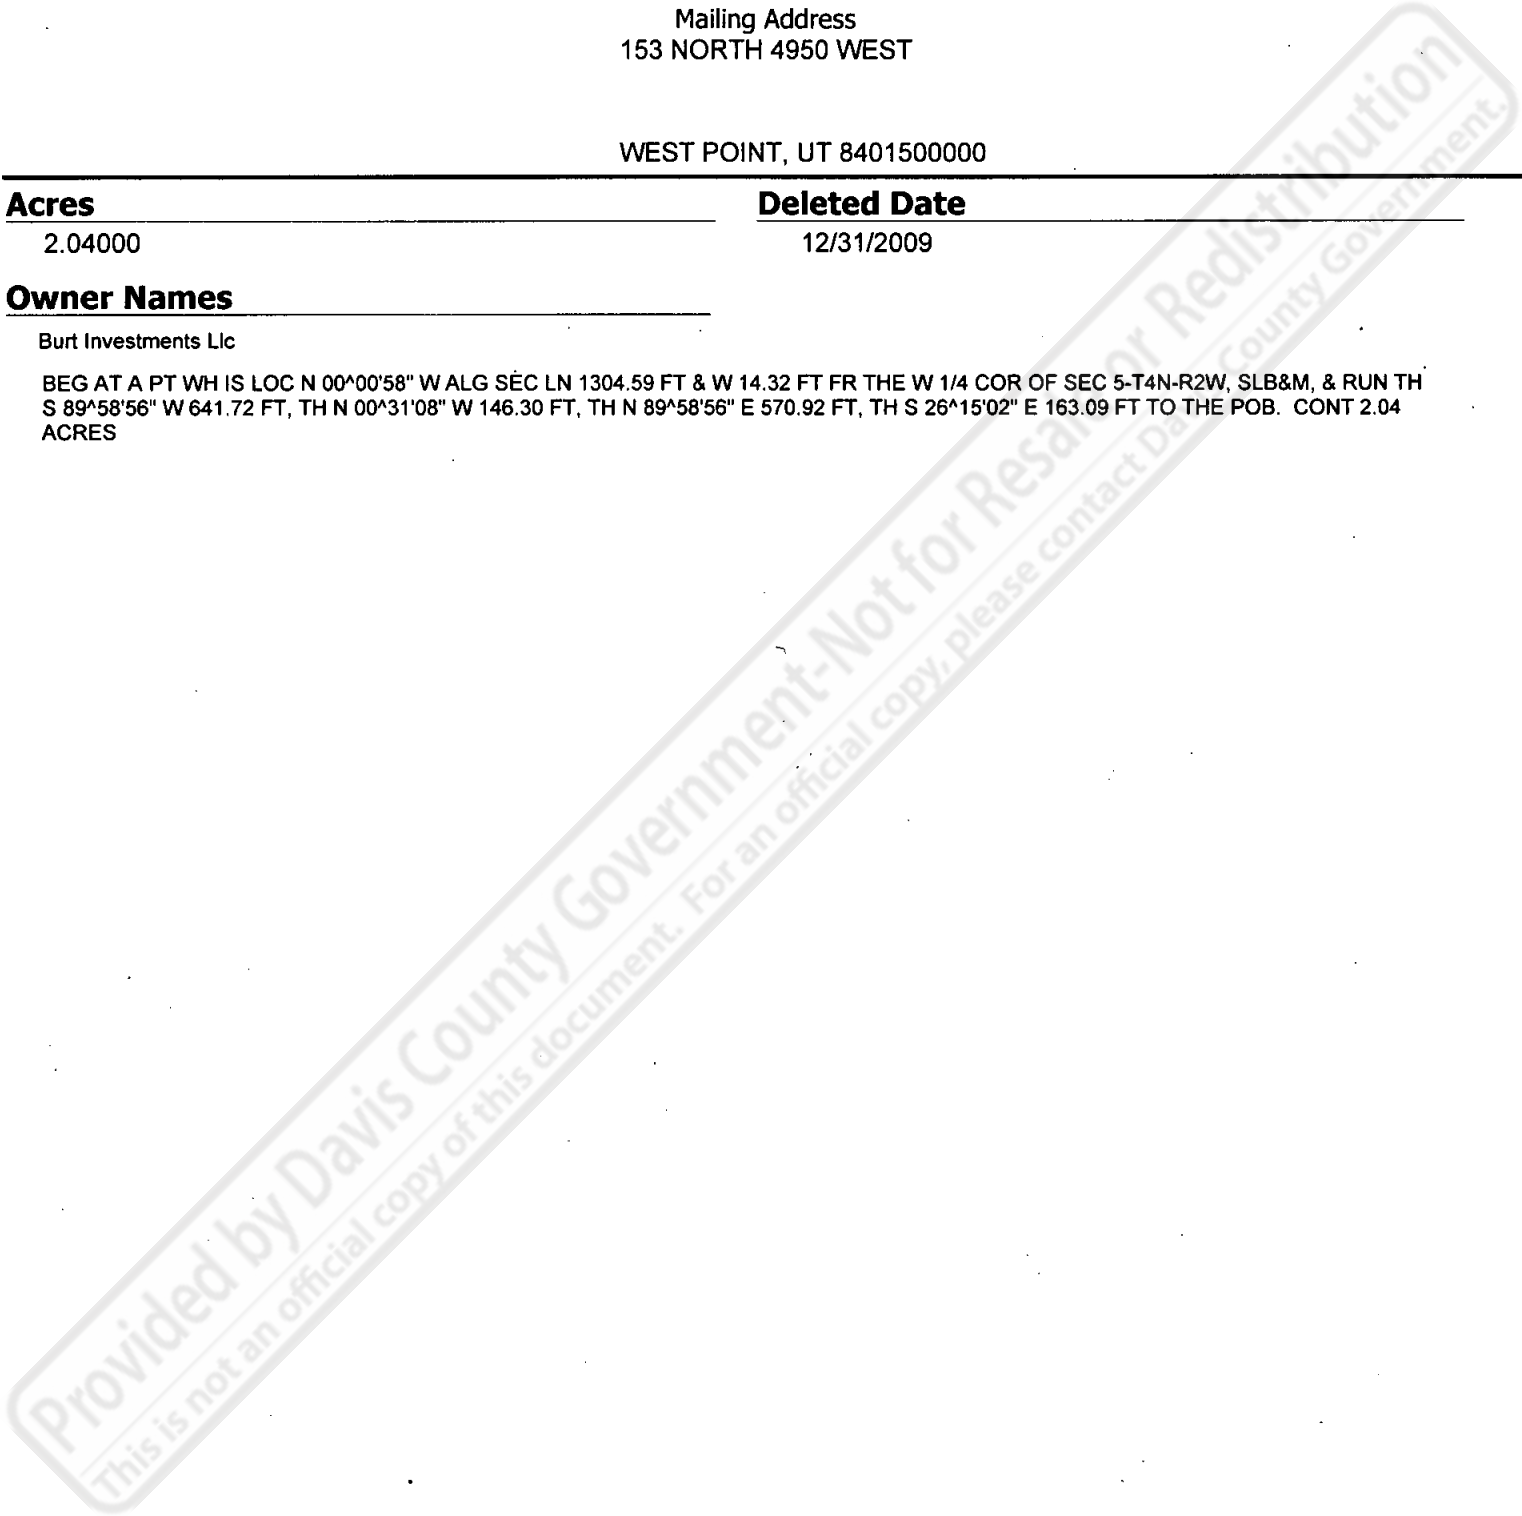 Mailing Address
153 NORTH 4950 WEST
WEST POINT, UT 8401500000
Acres
Deleted Date
2.04000
12/31/2009
Owner Names
Burt Investments Llc
BEG AT A PT WH IS LOC N 00^00'58" W ALG SEC LN 1304.59 FT & W 14.32 FT FR THE W 1/4 COR OF SEC 5-T4N-R2W, SLB&M, & RUN TH
S 89^58'56" W 641.72 FT, TH N 00^31'08" W 146.30 FT, TH N 89^58'56" E 570.92 FT, TH S 26^15'02" E 163.09 FT TO THE POB. CONT 2.04
ACRES
Provided by Davis County Government-Not for Resale or Redistribution
This is not an official copy of this document. For an official copy, please contact Davis County Government.